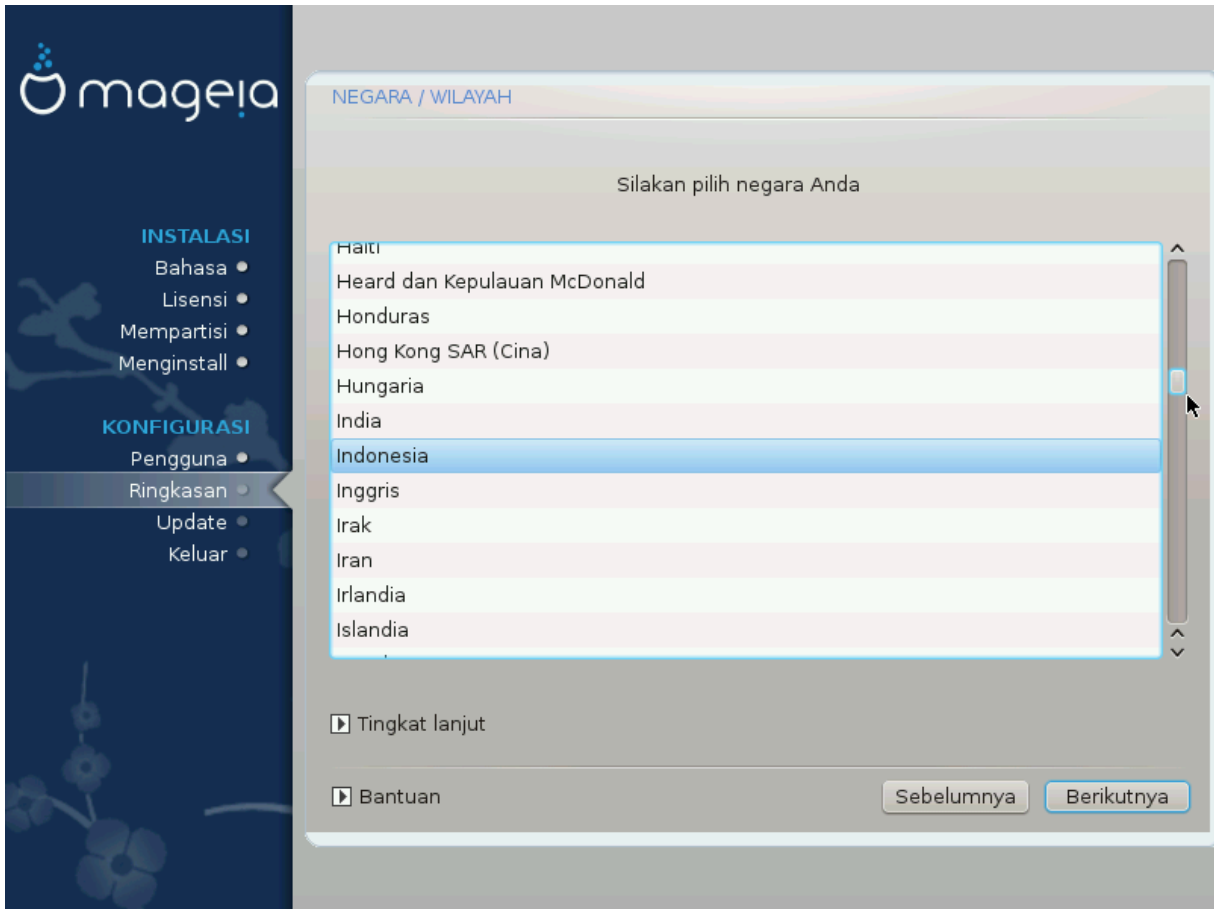 mageia
NEGARA / WILAYAH
Silakan pilih negara Anda
INSTALASI
Bahasa
Lisensi
Mempartisi
Menginstall
KONFIGURASI
Pengguna
Ringkasan
Update
Keluar
Haiti
Heard dan Kepulauan McDonald
Honduras
Hong Kong SAR (Cina)
Hungaria
India
Indonesia
Inggris
Irak
Iran
Irlandia
Islandia
Tingkat lanjut
Bantuan
Sebelumnya
Berikutnya